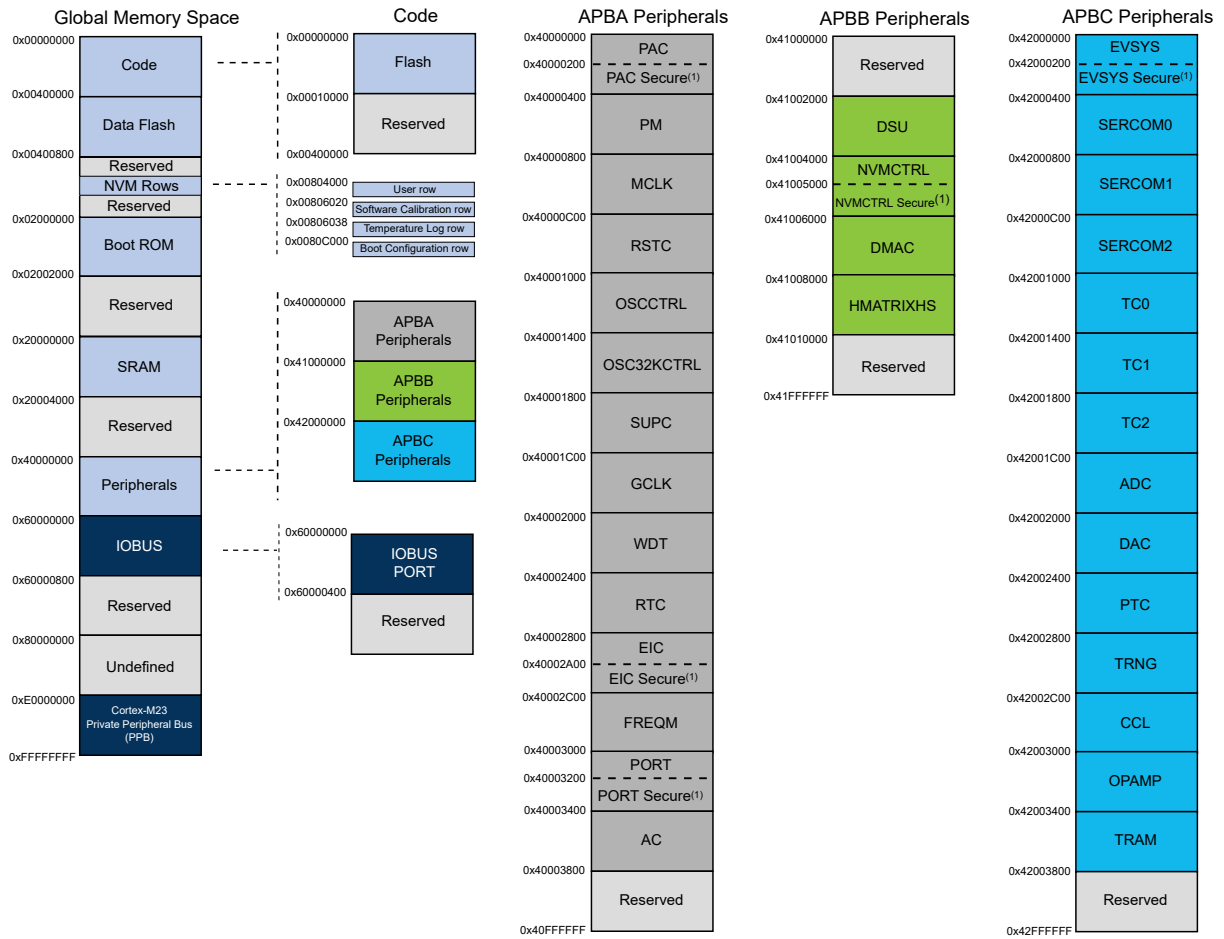 Global Memory Space
0x00000000
Code
0x00400000
Data Flash
0x00400800
Reserved
NVM Rows
Reserved
0x02000000
Boot ROM
0x02002000
Reserved
0x20000000
SRAM
0x20004000
Reserved
0x40000000
Peripherals
0x60000000
IOBUS
0x60000800
Reserved
0x80000000
Undefined
0xE0000000
Cortex-M23
Private Peripheral Bus
(PPB)
0xFFFFFFFF
Code
0x00000000
Flash
0x00010000
Reserved
0x00400000
0x00804000
User row
0x00806020
Software Calibration row
0x00806038
Temperature Log row
0x0080C000
Boot Configuration row
0x40000000
APBA
Peripherals
0x41000000
APBB
Peripherals
0x42000000
APBC
Peripherals
0x60000000
IOBUS
PORT
0x60000400
Reserved
APBA Peripherals
0x40000000
PAC
0x40000200
PAC Secure(1)
0x40000400
PM
0x40000800
MCLK
0x40000C00
RSTC
0x40001000
OSCCTRL
0x40001400
OSC32KCTRL
0x40001800
SUPC
0x40001C00
GCLK
0x40002000
WDT
0x40002400
RTC
0x40002800
EIC
0x40002A00
EIC Secure(1)
0x40002C00
FREQM
0x40003000
PORT
0x40003200
PORT Secure(1)
0x40003400
AC
0x40003800
Reserved
0x40FFFFFF
APBB Peripherals
0x41000000
Reserved
0x41002000
DSU
0x41004000
NVMCTRL
0x41005000
NVMCTRL Secure(1)
0x41006000
DMAC
0x41008000
HMATRIXHS
0x41010000
Reserved
0x41FFFFFF
APBC Peripherals
0x42000000
EVSYS
0x42000200
EVSYS Secure(1)
0x42000400
SERCOM0
0x42000800
SERCOM1
0x42000C00
SERCOM2
0x42001000
TC0
0x42001400
TC1
0x42001800
TC2
0x42001C00
ADC
0x42002000
DAC
0x42002400
PTC
0x42002800
TRNG
0x42002C00
CCL
0x42003000
OPAMP
0x42003400
TRAM
0x42003800
Reserved
0x42FFFFFF